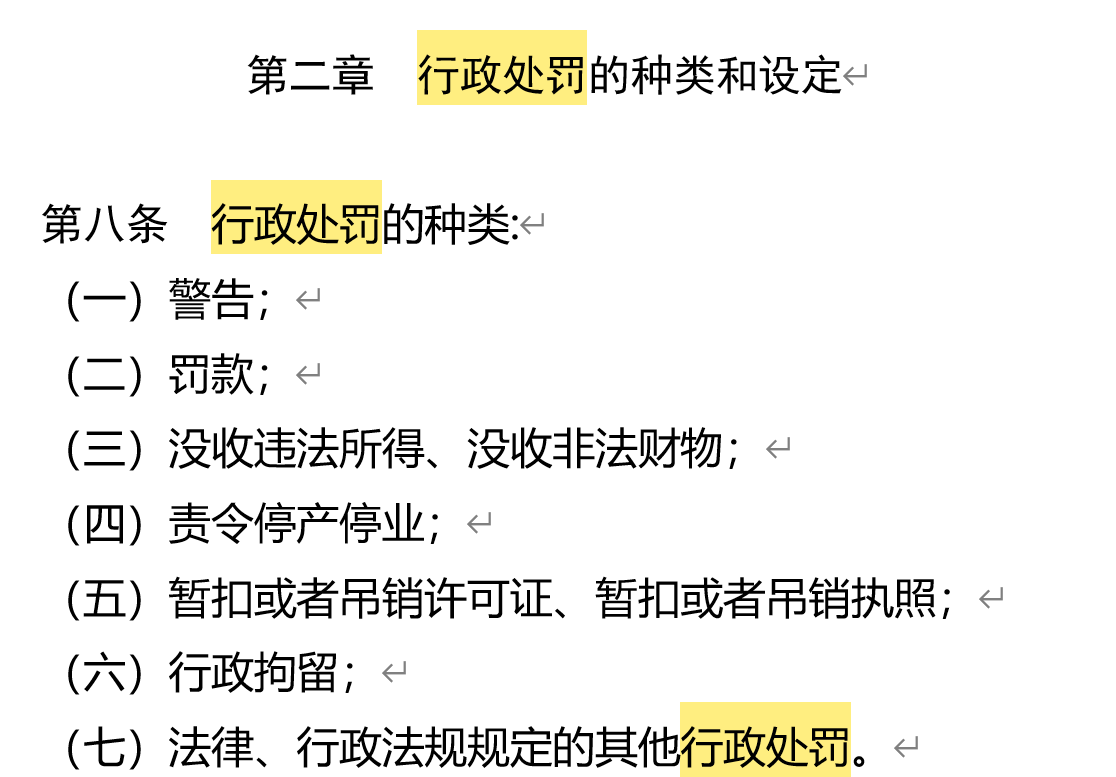 第二章　行政处罚的种类和设定
第八条　行政处罚的种类:
（一）警告；
（二）罚款；
（三）没收违法所得、没收非法财物；
（四）责令停产停业；
（五）暂扣或者吊销许可证、暂扣或者吊销执照；
（六）行政拘留；
（七）法律、行政法规规定的其他行政处罚。